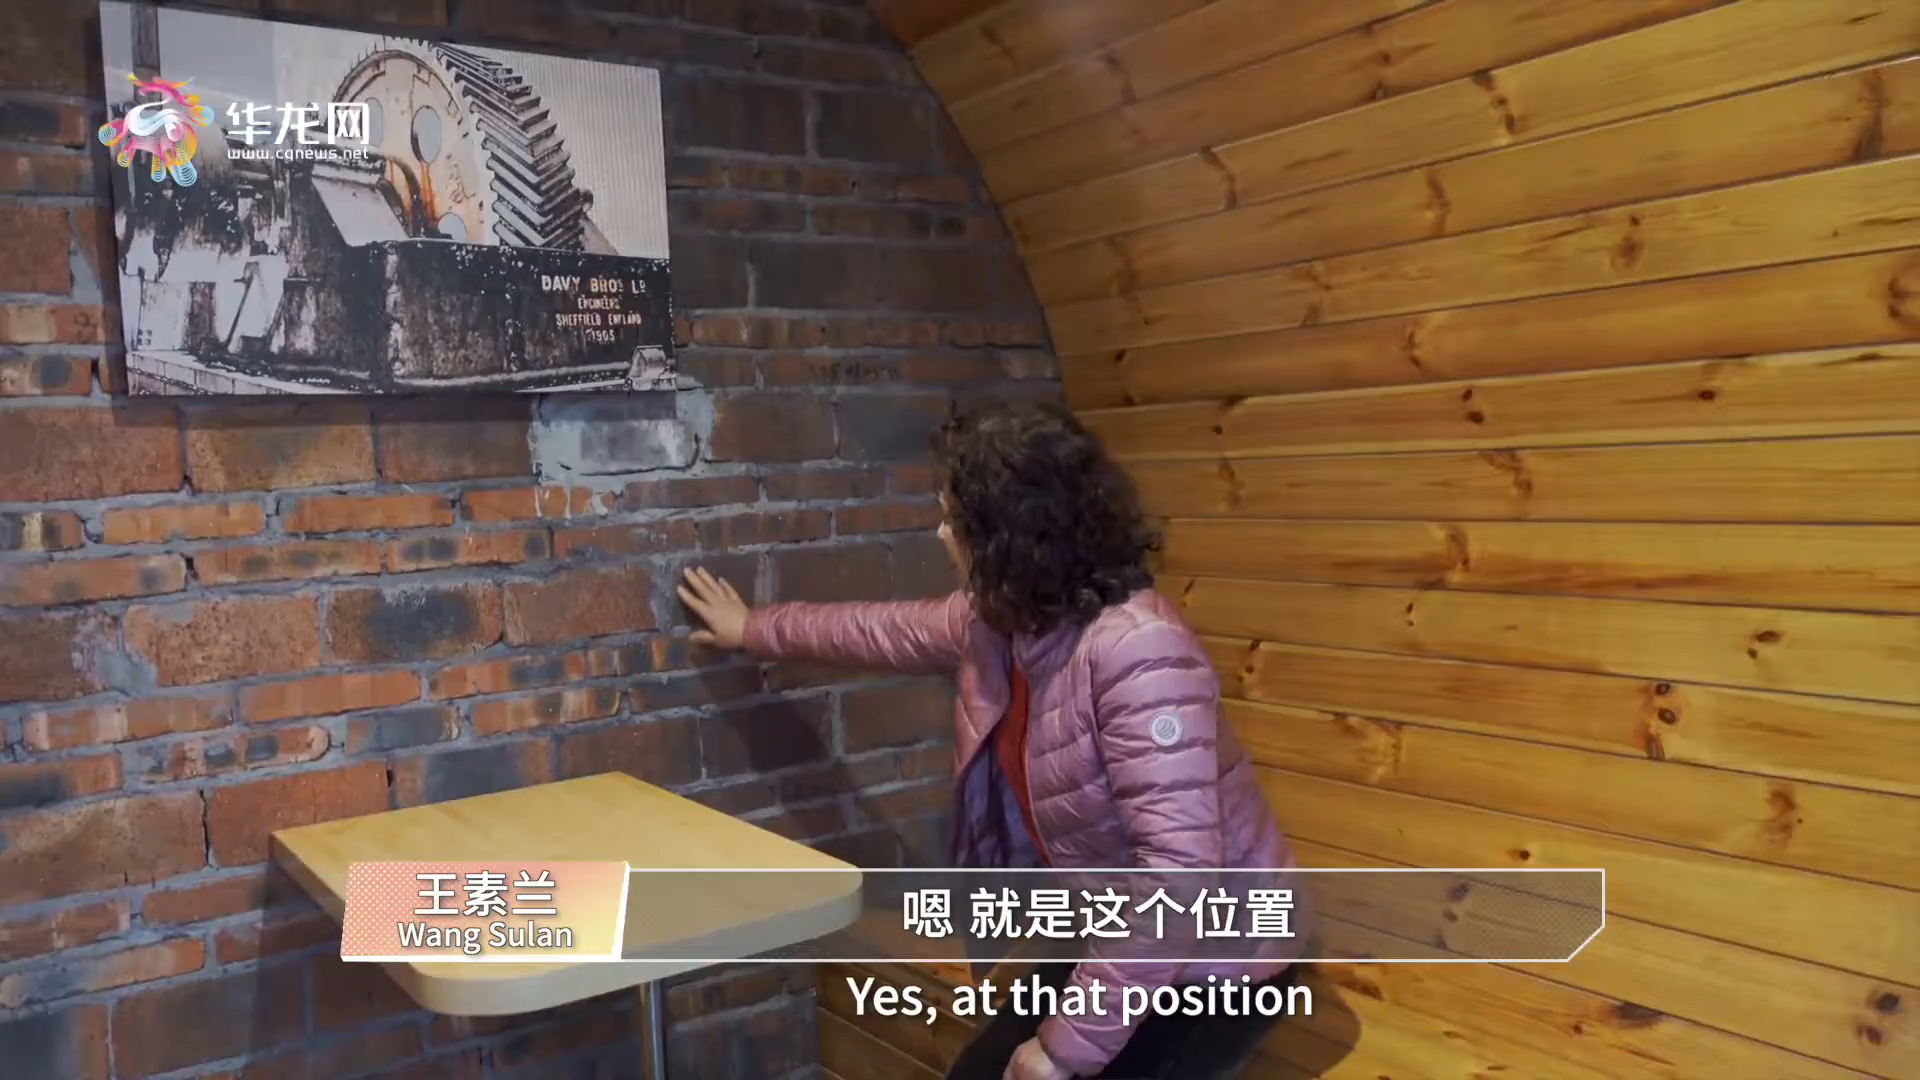 华龙网
www.cqnews.net
DAVY BROS LD
ENGINEERS
SHEFFIELD ENGLAND
1905
王素兰
Wang Sulan
嗯 就是这个位置
Yes, at that position